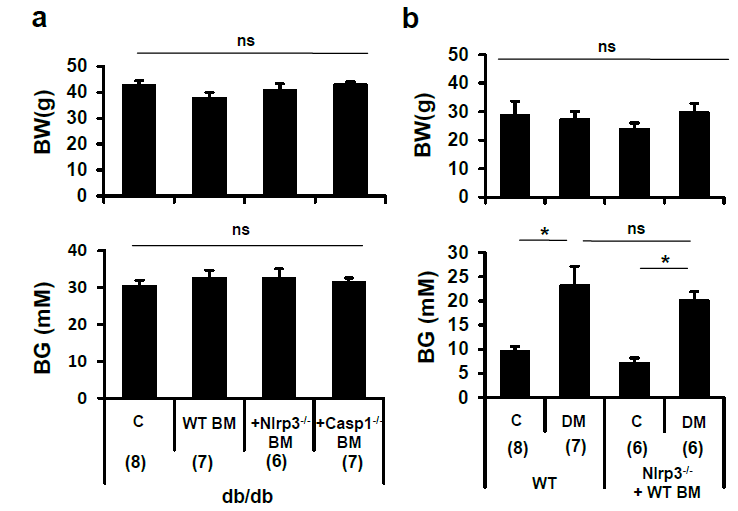 a
ns
BW(g)
50
40
30
20
10
0
ns
BG (mM)
40
30
20
10
0
C
WT BM
+Nlrp3-/- BM
+Casp1-/- BM
(8)
(7)
(6)
(7)
db/db
b
ns
BW(g)
50
40
30
20
10
0
*
ns
*
BG (mM)
30
25
20
15
10
5
0
C
DM
C
DM
(8)
(7)
(6)
(6)
WT
Nlrp3-/-
+ WT BM